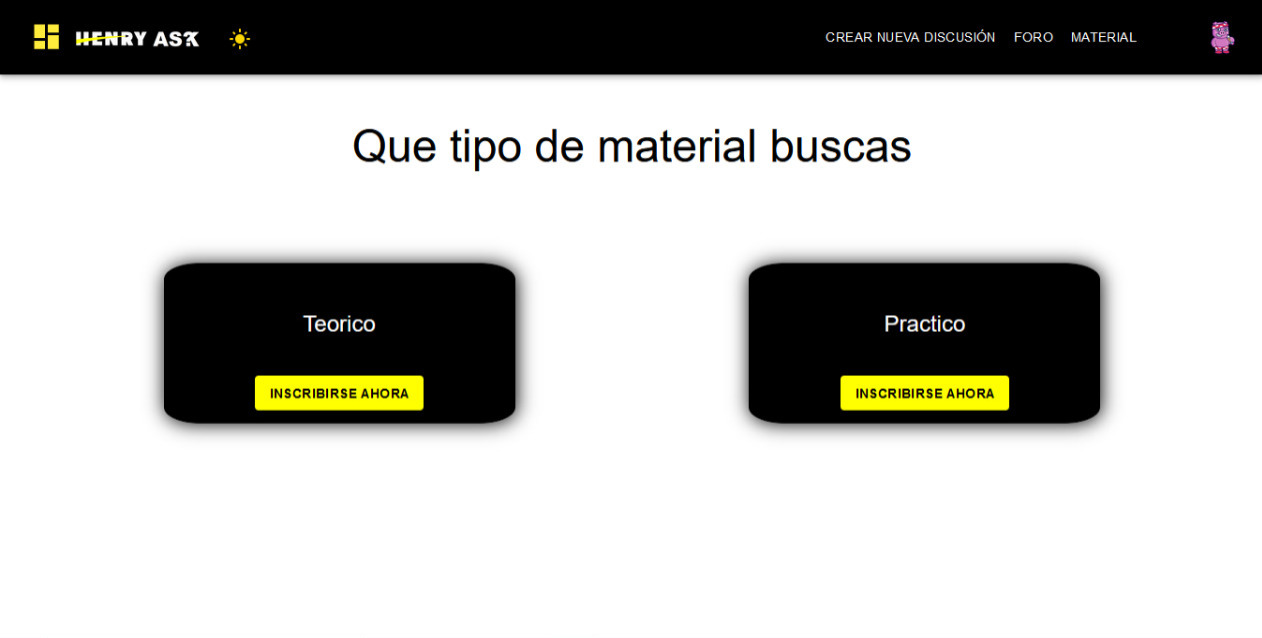 HENRY ASK
CREAR NUEVA DISCUSIÓN FORO MATERIAL
Que tipo de material buscas
Teorico
INSCRIBIRSE AHORA
Practico
INSCRIBIRSE AHORA